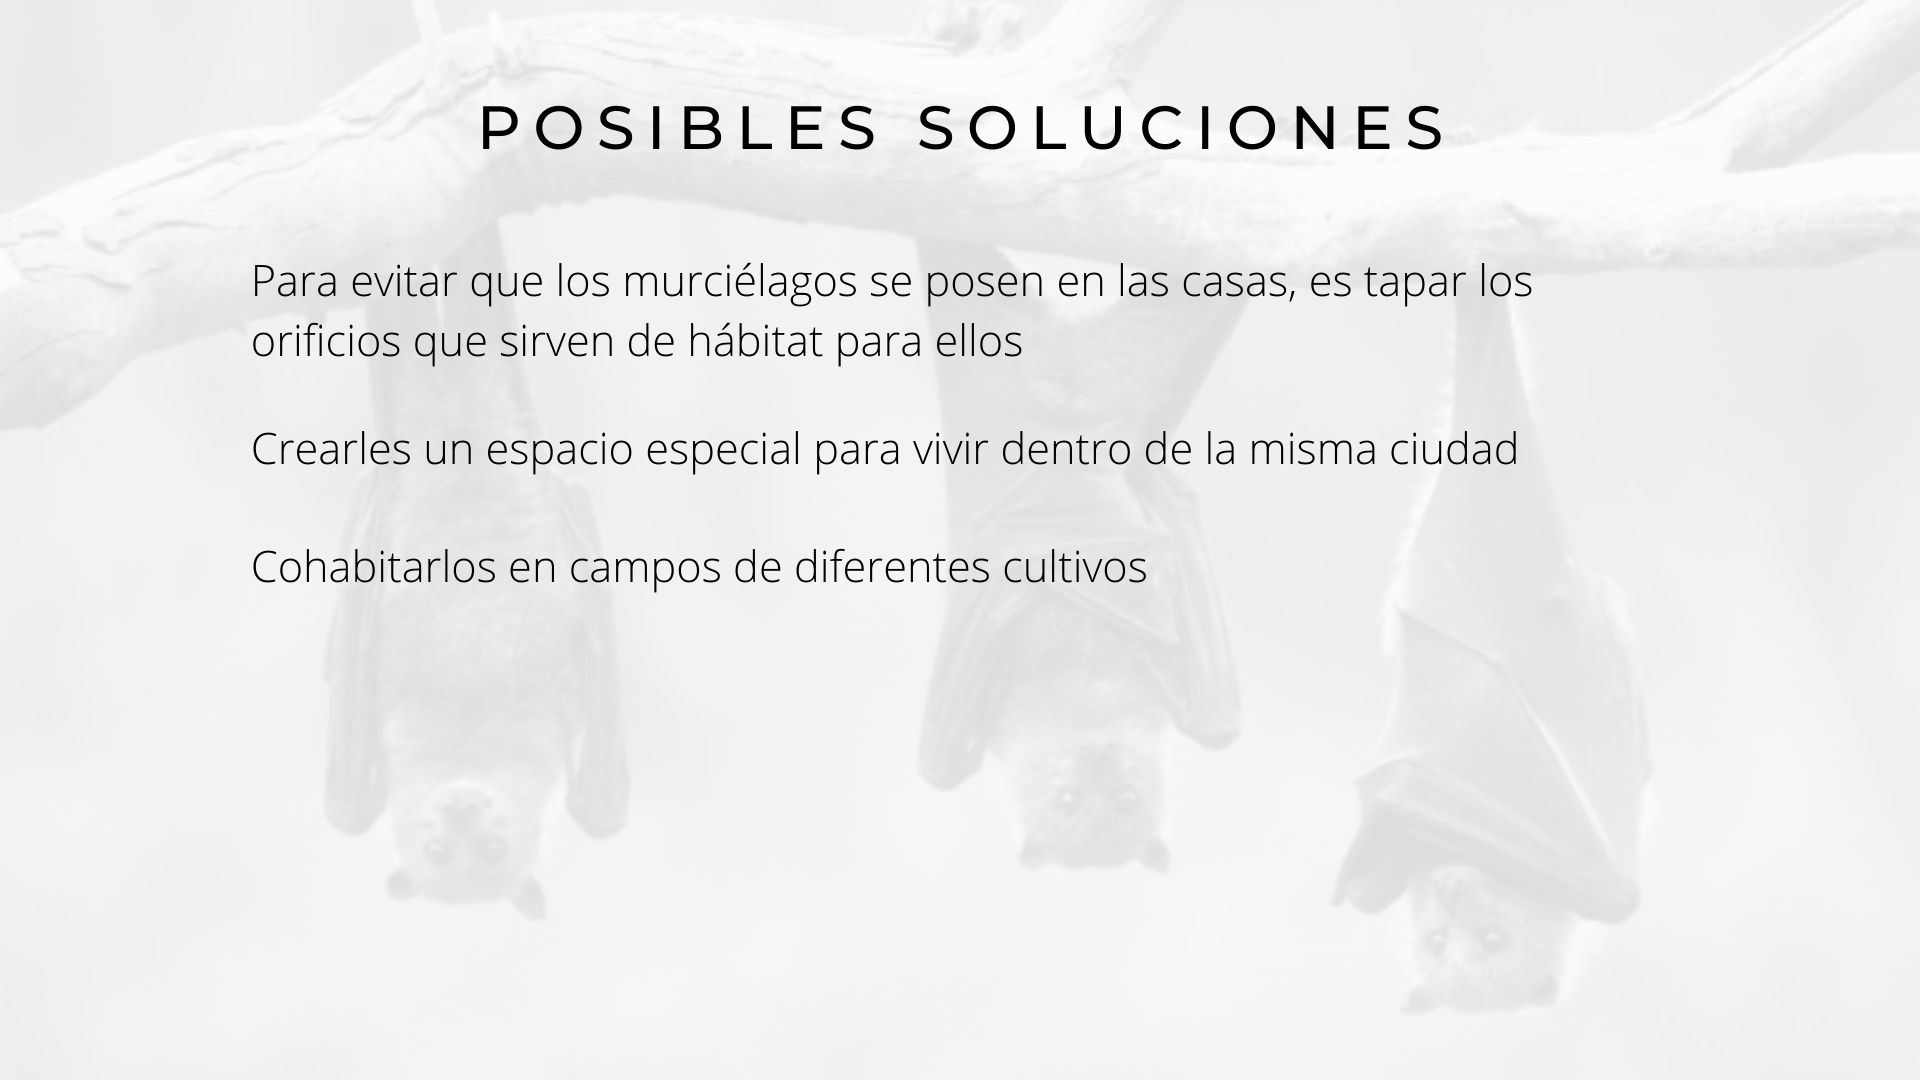 POSIBLES SOLUCIONES
Para evitar que los murciélagos se posen en las casas, es tapar los
orificios que sirven de hábitat para ellos
Crearles un espacio especial para vivir dentro de la misma ciudad
Cohabitarlos en campos de diferentes cultivos